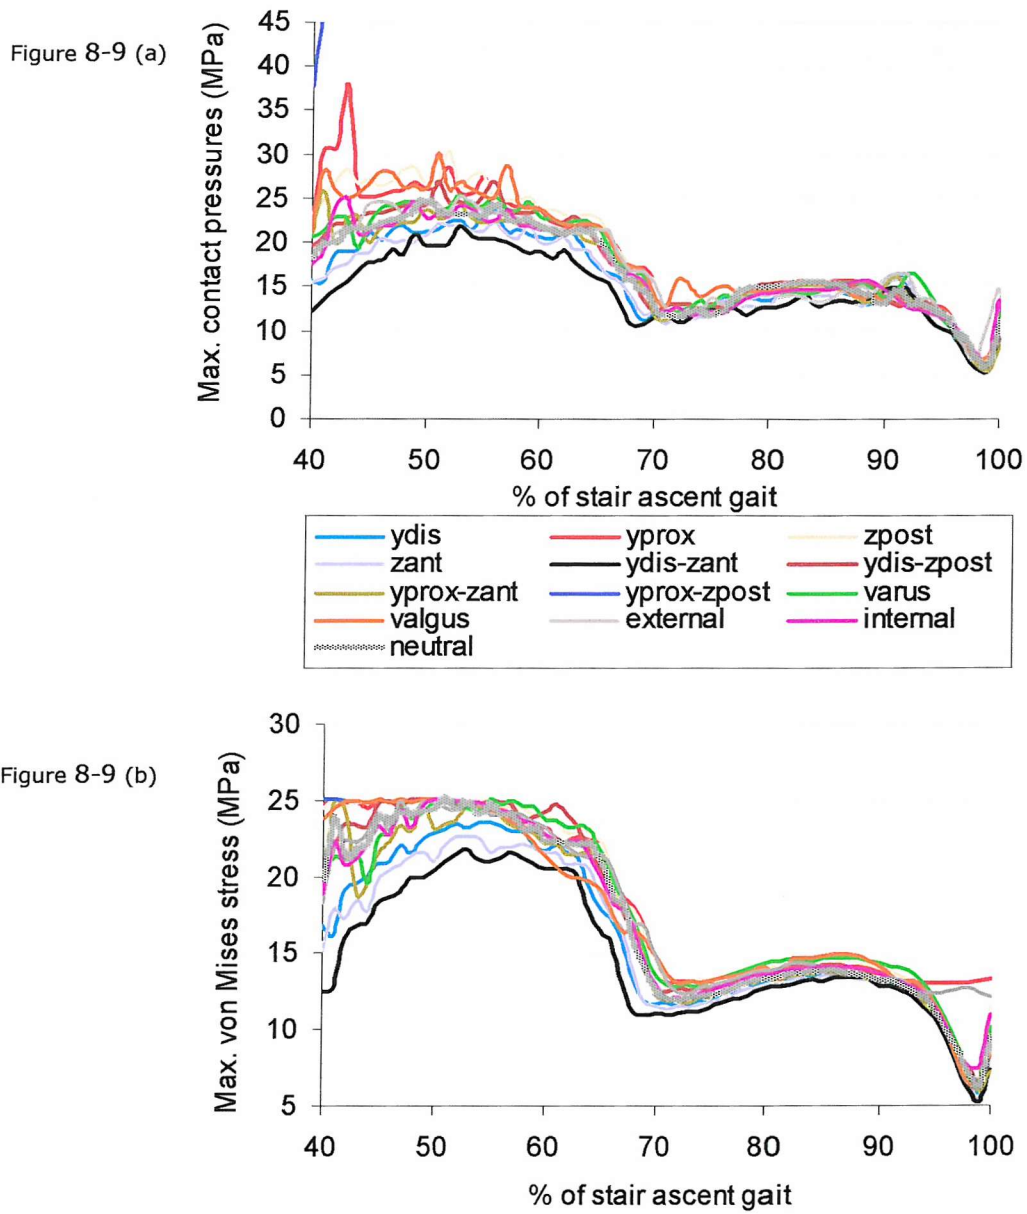 Figure 8-9 (a)
Max. contact pressures (MPa)
45
40
35
30
25
20
15
10
5
0
40 50 60 70 80 90 100
% of stair ascent gait
ydis yprox zpost
zant ydis-zant ydis-zpost
yprox-zant yprox-zpost varus
valgus external internal
neutral
Figure 8-9 (b)
Max. von Mises stress (MPa)
30
25
20
15
10
5
40 50 60 70 80 90 100
% of stair ascent gait